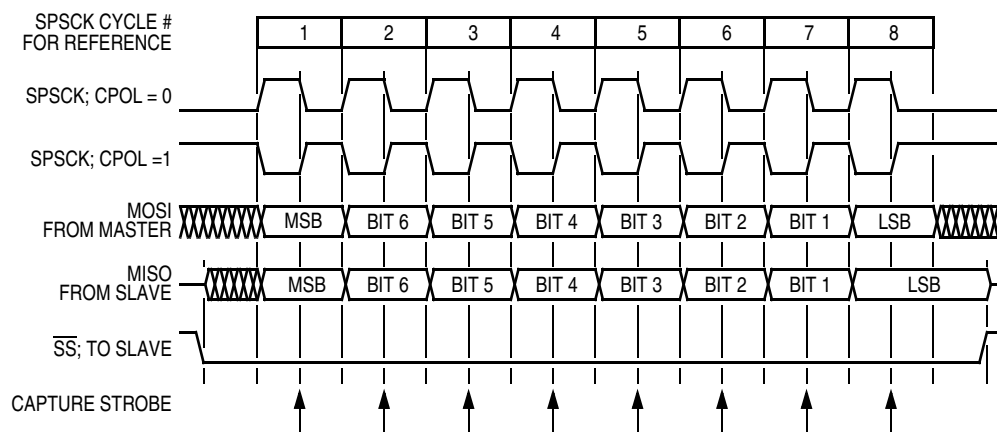 SPSCK CYCLE #
FOR REFERENCE
1 2 3 4 5 6 7 8
SPSCK; CPOL = 0
SPSCK; CPOL =1
MOSI
FROM MASTER
MSB BIT 6 BIT 5 BIT 4 BIT 3 BIT 2 BIT 1 LSB
MISO
FROM SLAVE
MSB BIT 6 BIT 5 BIT 4 BIT 3 BIT 2 BIT 1 LSB
SS; TO SLAVE
CAPTURE STROBE